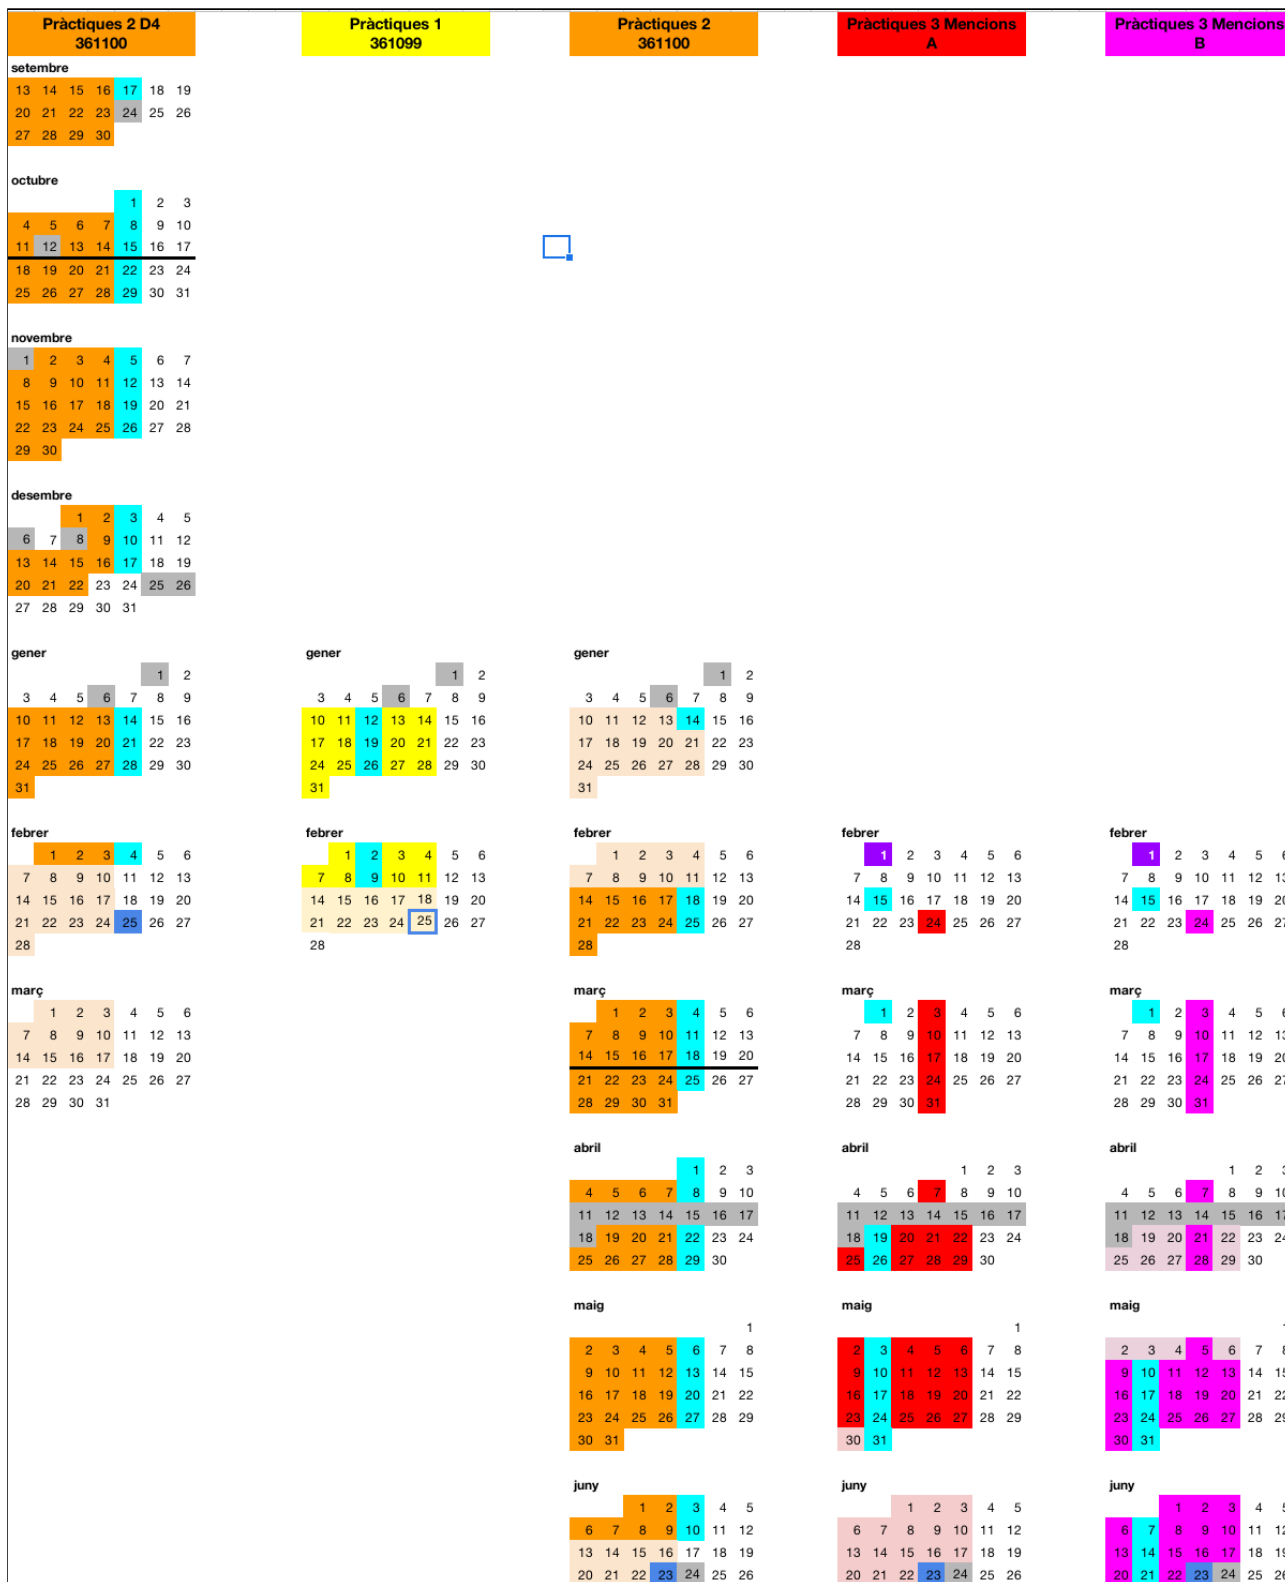 Pràctiques 2 D4 Pràctiques 1 Pràctiques 2 Pràctiques 3 Mencions Pràctiques 3 Mencions
361100 361099 361100 A B
setembre
13 14 15 16 17 18 19
20 21 22 23 24 25 26
27 28 29 30
octubre
1 2 3
4 5 6 7 8 9 10
11 12 13 14 15 16 17
18 19 20 21 22 23 24
25 26 27 28 29 30 31
novembre
1 2 3 4 5 6 7
8 9 10 11 12 13 14
15 16 17 18 19 20 21
22 23 24 25 26 27 28
29 30
desembre
1 2 3 4 5
6 7 8 9 10 11 12
13 14 15 16 17 18 19
20 21 22 23 24 25 26
27 28 29 30 31
gener gener gener
1 2 1 2 1 2
3 4 5 6 7 8 9 3 4 5 6 7 8 9 3 4 5 6 7 8 9
10 11 12 13 14 15 16 10 11 12 13 14 15 16 10 11 12 13 14 15 16
17 18 19 20 21 22 23 17 18 19 20 21 22 23 17 18 19 20 21 22 23
24 25 26 27 28 29 30 24 25 26 27 28 29 30 24 25 26 27 28 29 30
31 31 31
febrer febrer febrer febrer febrer
1 2 3 4 5 6 1 2 3 4 5 6 1 2 3 4 5 6 1 2 3 4 5 6 1 2 3 4 5 6
7 8 9 10 11 12 13 7 8 9 10 11 12 13 7 8 9 10 11 12 13 7 8 9 10 11 12 13 7 8 9 10 11 12 13
14 15 16 17 18 19 20 14 15 16 17 18 19 20 14 15 16 17 18 19 20 14 15 16 17 18 19 20 14 15 16 17 18 19 20
21 22 23 24 25 26 27 21 22 23 24 25 26 27 21 22 23 24 25 26 27 21 22 23 24 25 26 27 21 22 23 24 25 26 27
28 28 28 28 28
març març març març
1 2 3 4 5 6 1 2 3 4 5 6 1 2 3 4 5 6 1 2 3 4 5 6
7 8 9 10 11 12 13 7 8 9 10 11 12 13 7 8 9 10 11 12 13 7 8 9 10 11 12 13
14 15 16 17 18 19 20 14 15 16 17 18 19 20 14 15 16 17 18 19 20 14 15 16 17 18 19 20
21 22 23 24 25 26 27 21 22 23 24 25 26 27 21 22 23 24 25 26 27 21 22 23 24 25 26 27
28 29 30 31 28 29 30 31 28 29 30 31 28 29 30 31
abril abril abril
1 2 3 1 2 3 1 2 3
4 5 6 7 8 9 10 4 5 6 7 8 9 10 4 5 6 7 8 9 10
11 12 13 14 15 16 17 11 12 13 14 15 16 17 11 12 13 14 15 16 17
18 19 20 21 22 23 24 18 19 20 21 22 23 24 18 19 20 21 22 23 24
25 26 27 28 29 30 25 26 27 28 29 30 25 26 27 28 29 30
maig maig maig
1 1 1
2 3 4 5 6 7 8 2 3 4 5 6 7 8 2 3 4 5 6 7 8
9 10 11 12 13 14 15 9 10 11 12 13 14 15 9 10 11 12 13 14 15
16 17 18 19 20 21 22 16 17 18 19 20 21 22 16 17 18 19 20 21 22
23 24 25 26 27 28 29 23 24 25 26 27 28 29 23 24 25 26 27 28 29
30 31 30 31 30 31
juny juny juny
1 2 3 4 5 1 2 3 4 5 1 2 3 4 5
6 7 8 9 10 11 12 6 7 8 9 10 11 12 6 7 8 9 10 11 12
13 14 15 16 17 18 19 13 14 15 16 17 18 19 13 14 15 16 17 18 19
20 21 22 23 24 25 26 20 21 22 23 24 25 26 20 21 22 23 24 25 26